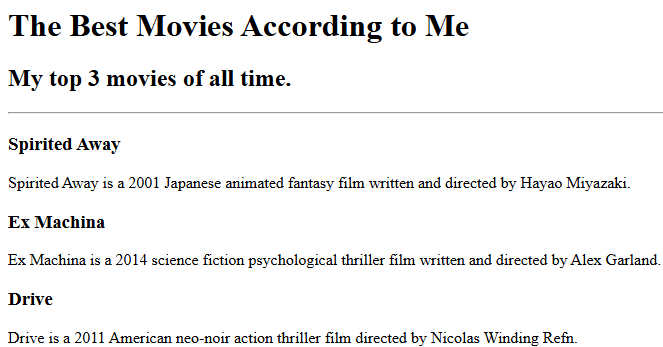 The Best Movies According to Me
My top 3 movies of all time.
Spirited Away
Spirited Away is a 2001 Japanese animated fantasy film written and directed by Hayao Miyazaki.
Ex Machina
Ex Machina is a 2014 science fiction psychological thriller film written and directed by Alex Garland.
Drive
Drive is a 2011 American neo-noir action thriller film directed by Nicolas Winding Refn.